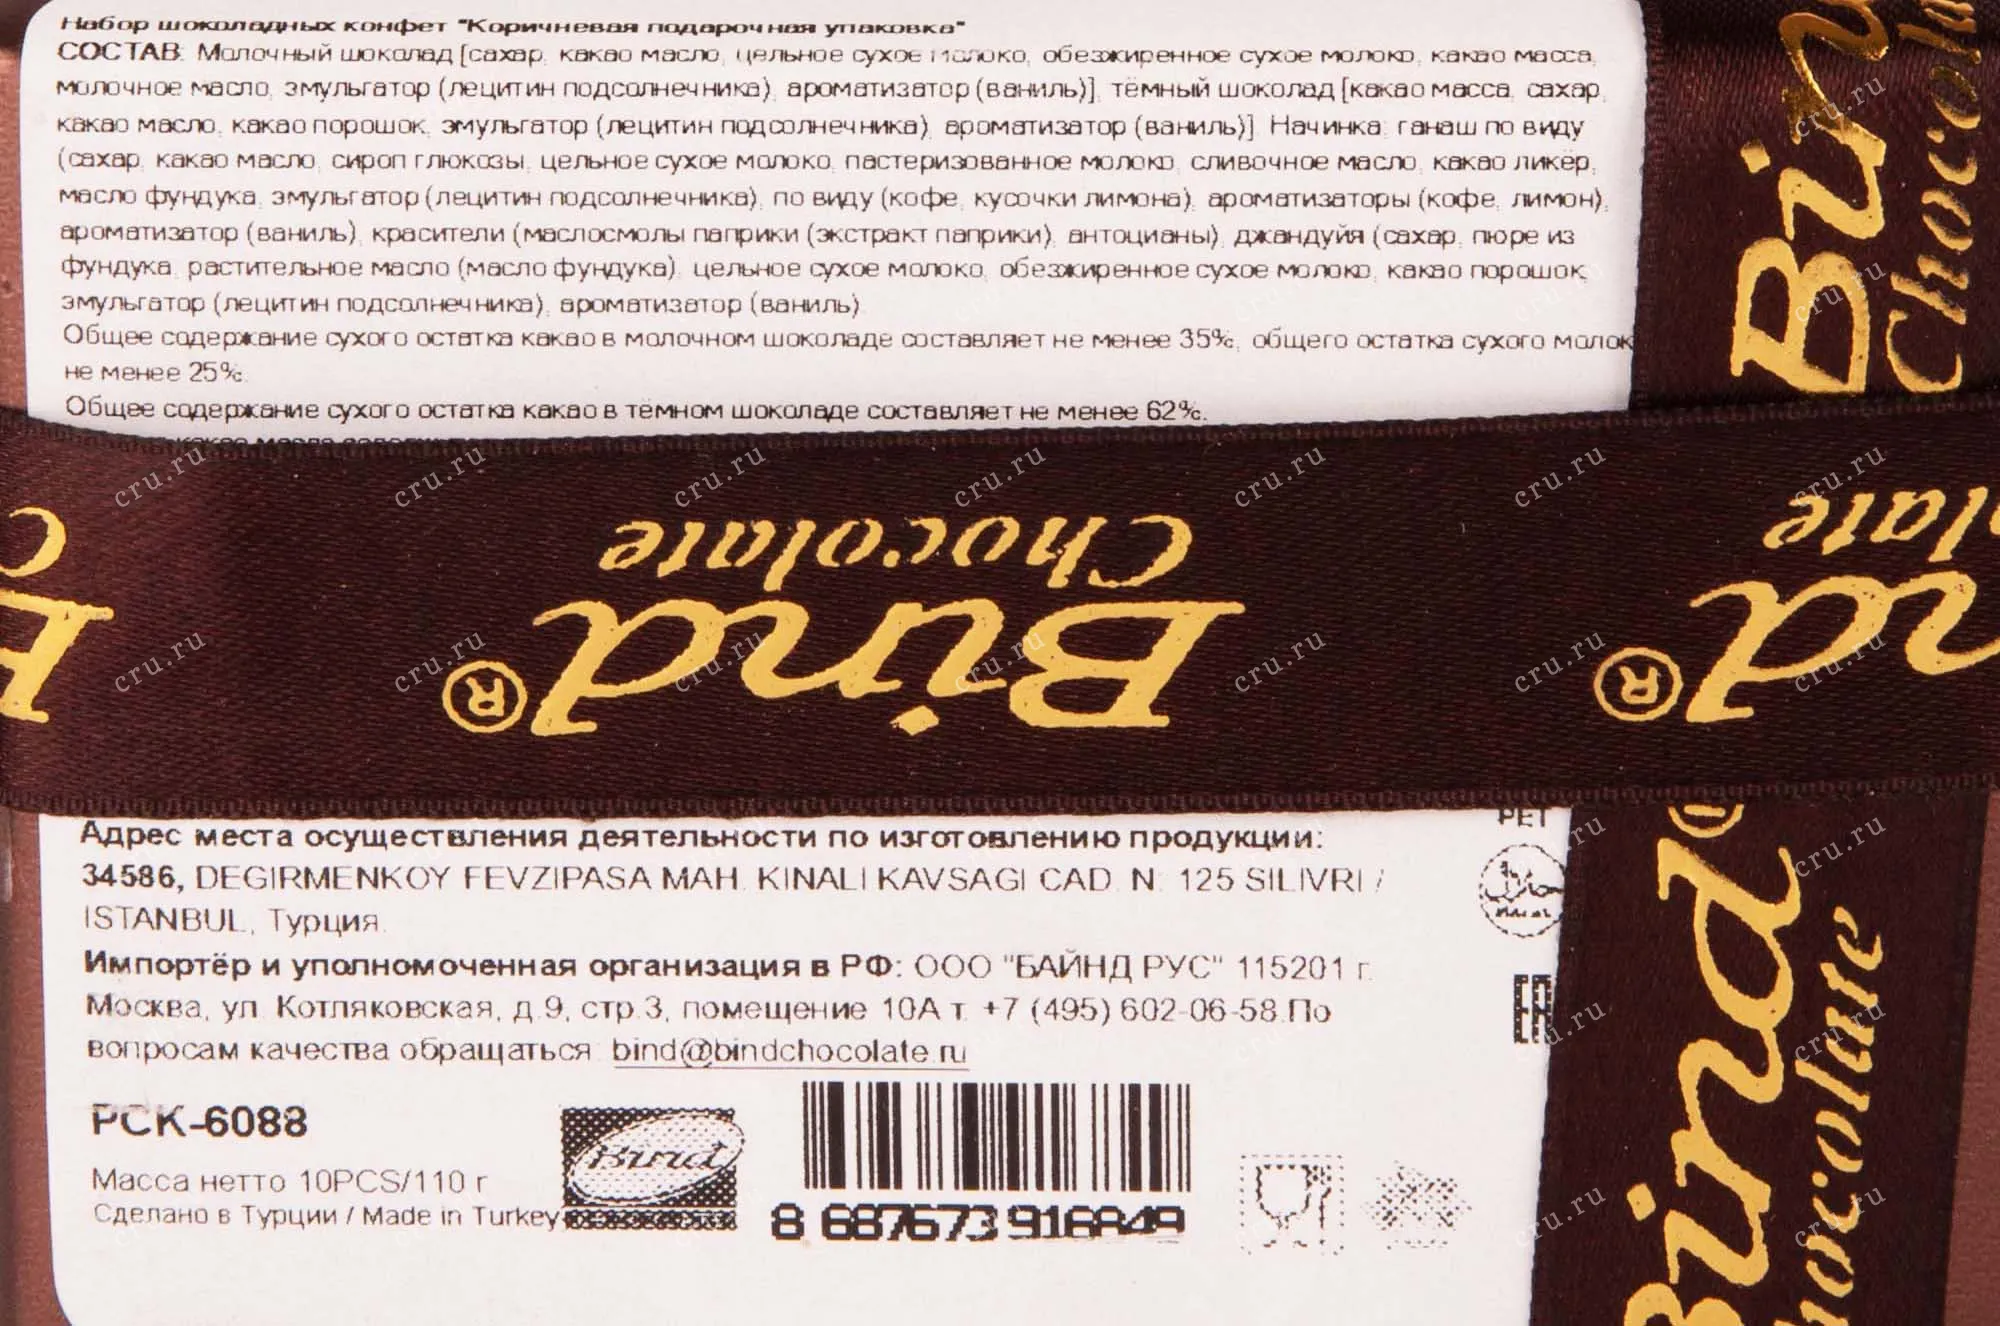 Набор шоколадных конфет "Коричневая подарочная упаковка"
СОСТАВ: Молочный шоколад [сахар, какао масло, цельное сухое молоко, обезжиренное сухое молоко, какао масса,
молочное масло, эмульгатор (лецитин подсолнечника), ароматизатор (ваниль)], тёмный шоколад [какао масса, сахар,
какао масло, какао порошок, эмульгатор (лецитин подсолнечника), ароматизатор (ваниль)]. Начинка: ганаш по виду
(сахар, какао масло, сироп глюкозы, цельное сухое молоко, пастеризованное молоко, сливочное масло, какао ликёр,
масло фундука, эмульгатор (лецитин подсолнечника), по виду (кофе, кусочки лимона), ароматизаторы (кофе, лимон),
ароматизатор (ваниль), красители (маслосмолы паприки (экстракт паприки), антоцианы), джандуйя (сахар, пюре из
фундука, растительное масло (масло фундука), цельное сухое молоко, обезжиренное сухое молоко, какао порошок,
эмульгатор (лецитин подсолнечника), ароматизатор (ваниль).
Общее содержание сухого остатка какао в молочном шоколаде составляет не менее 35%, общего остатка сухого молок
не менее 25%.
Общее содержание сухого остатка какао в тёмном шоколаде составляет не менее 62%.
Bind®
Chocolate
Адрес места осуществления деятельности по изготовлению продукции:
34586, DEGIRMENKOY FEVZIPASA MAH. KINALI KAVSAGI CAD. N: 125 SILIVRI /
ISTANBUL, Турция.
Импортёр и уполномоченная организация в РФ: ООО "БАЙНД РУС" 115201 г.
Москва, ул. Котляковская, д.9, стр.3, помещение 10А т. +7 (495) 602-06-58.По
вопросам качества обращаться: bind@bindchocolate.ru
РСК-6088
Масса нетто 10PCS/110 г
Сделано в Турции / Made in Turkey
Bind
8 687673 916849
PET
EAC
Bind
Chocolate
Bind
Chocolate
cru.ru